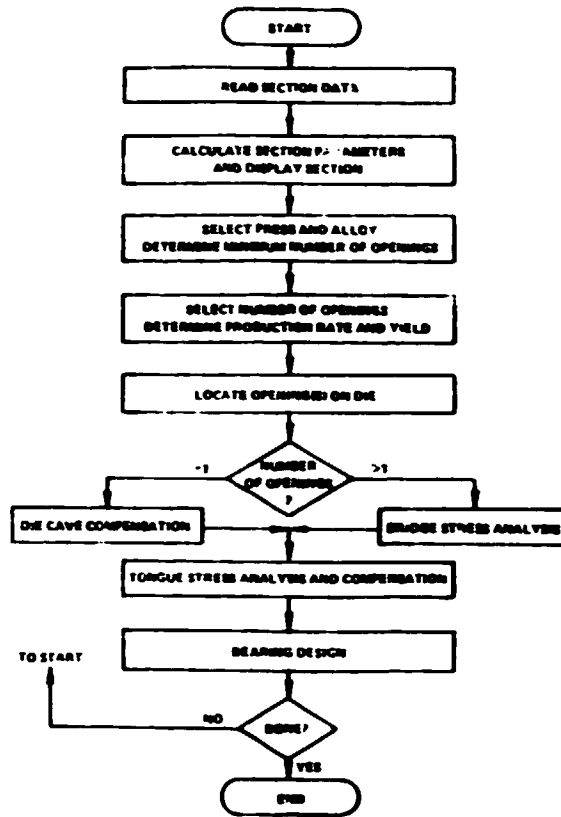 START
READ SECTION DATA
CALCULATE SECTION PARAMETERS
AND DISPLAY SECTION
SELECT PRESS AND ALLOY
DETERMINE MINIMUM NUMBER OF OPENINGS
SELECT NUMBER OF OPENINGS
DETERMINE PRODUCTION RATE AND YIELD
LOCATE OPENING(S) ON DIE
NUMBER
OF OPENINGS
?
>1
DIE CAVE COMPENSATION
BRIDGE STRESS ANALYSIS
TONGUE STRESS ANALYSIS AND COMPENSATION
BEARING DESIGN
TO START
NO
DONE?
YES
END